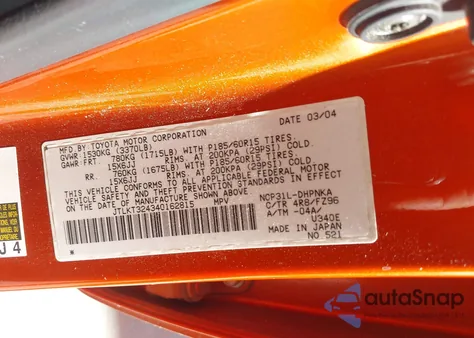 MFD.BY TOYOTA MOTOR CORPORATION DATE 03/04
GVWR 1530KG (3370LB)
GAWR-FRT. 780KG (1715LB) WITH P185/60R15 TIRES,
15X6JJ RIMS, AT 200KPA (29PSI) COLD.
RR. 760KG (1675LB) WITH P185/60R15 TIRES,
15X6JJ RIMS, AT 200KPA (29PSI) COLD.
THIS VEHICLE CONFORMS TO ALL APPLICABLE FEDERAL MOTOR
VEHICLE SAFETY AND THEFT PREVENTION STANDARDS IN
EFFECT ON THE DATE OF MANUFACTURE SHOWN ABOVE.
JTLKT324340162815 MPV
NCP31L-DHPNKA
C/TR 4R8/FZ96
A/TM -04A/
U340E
MADE IN JAPAN
NO.521
J 4
autoSnap